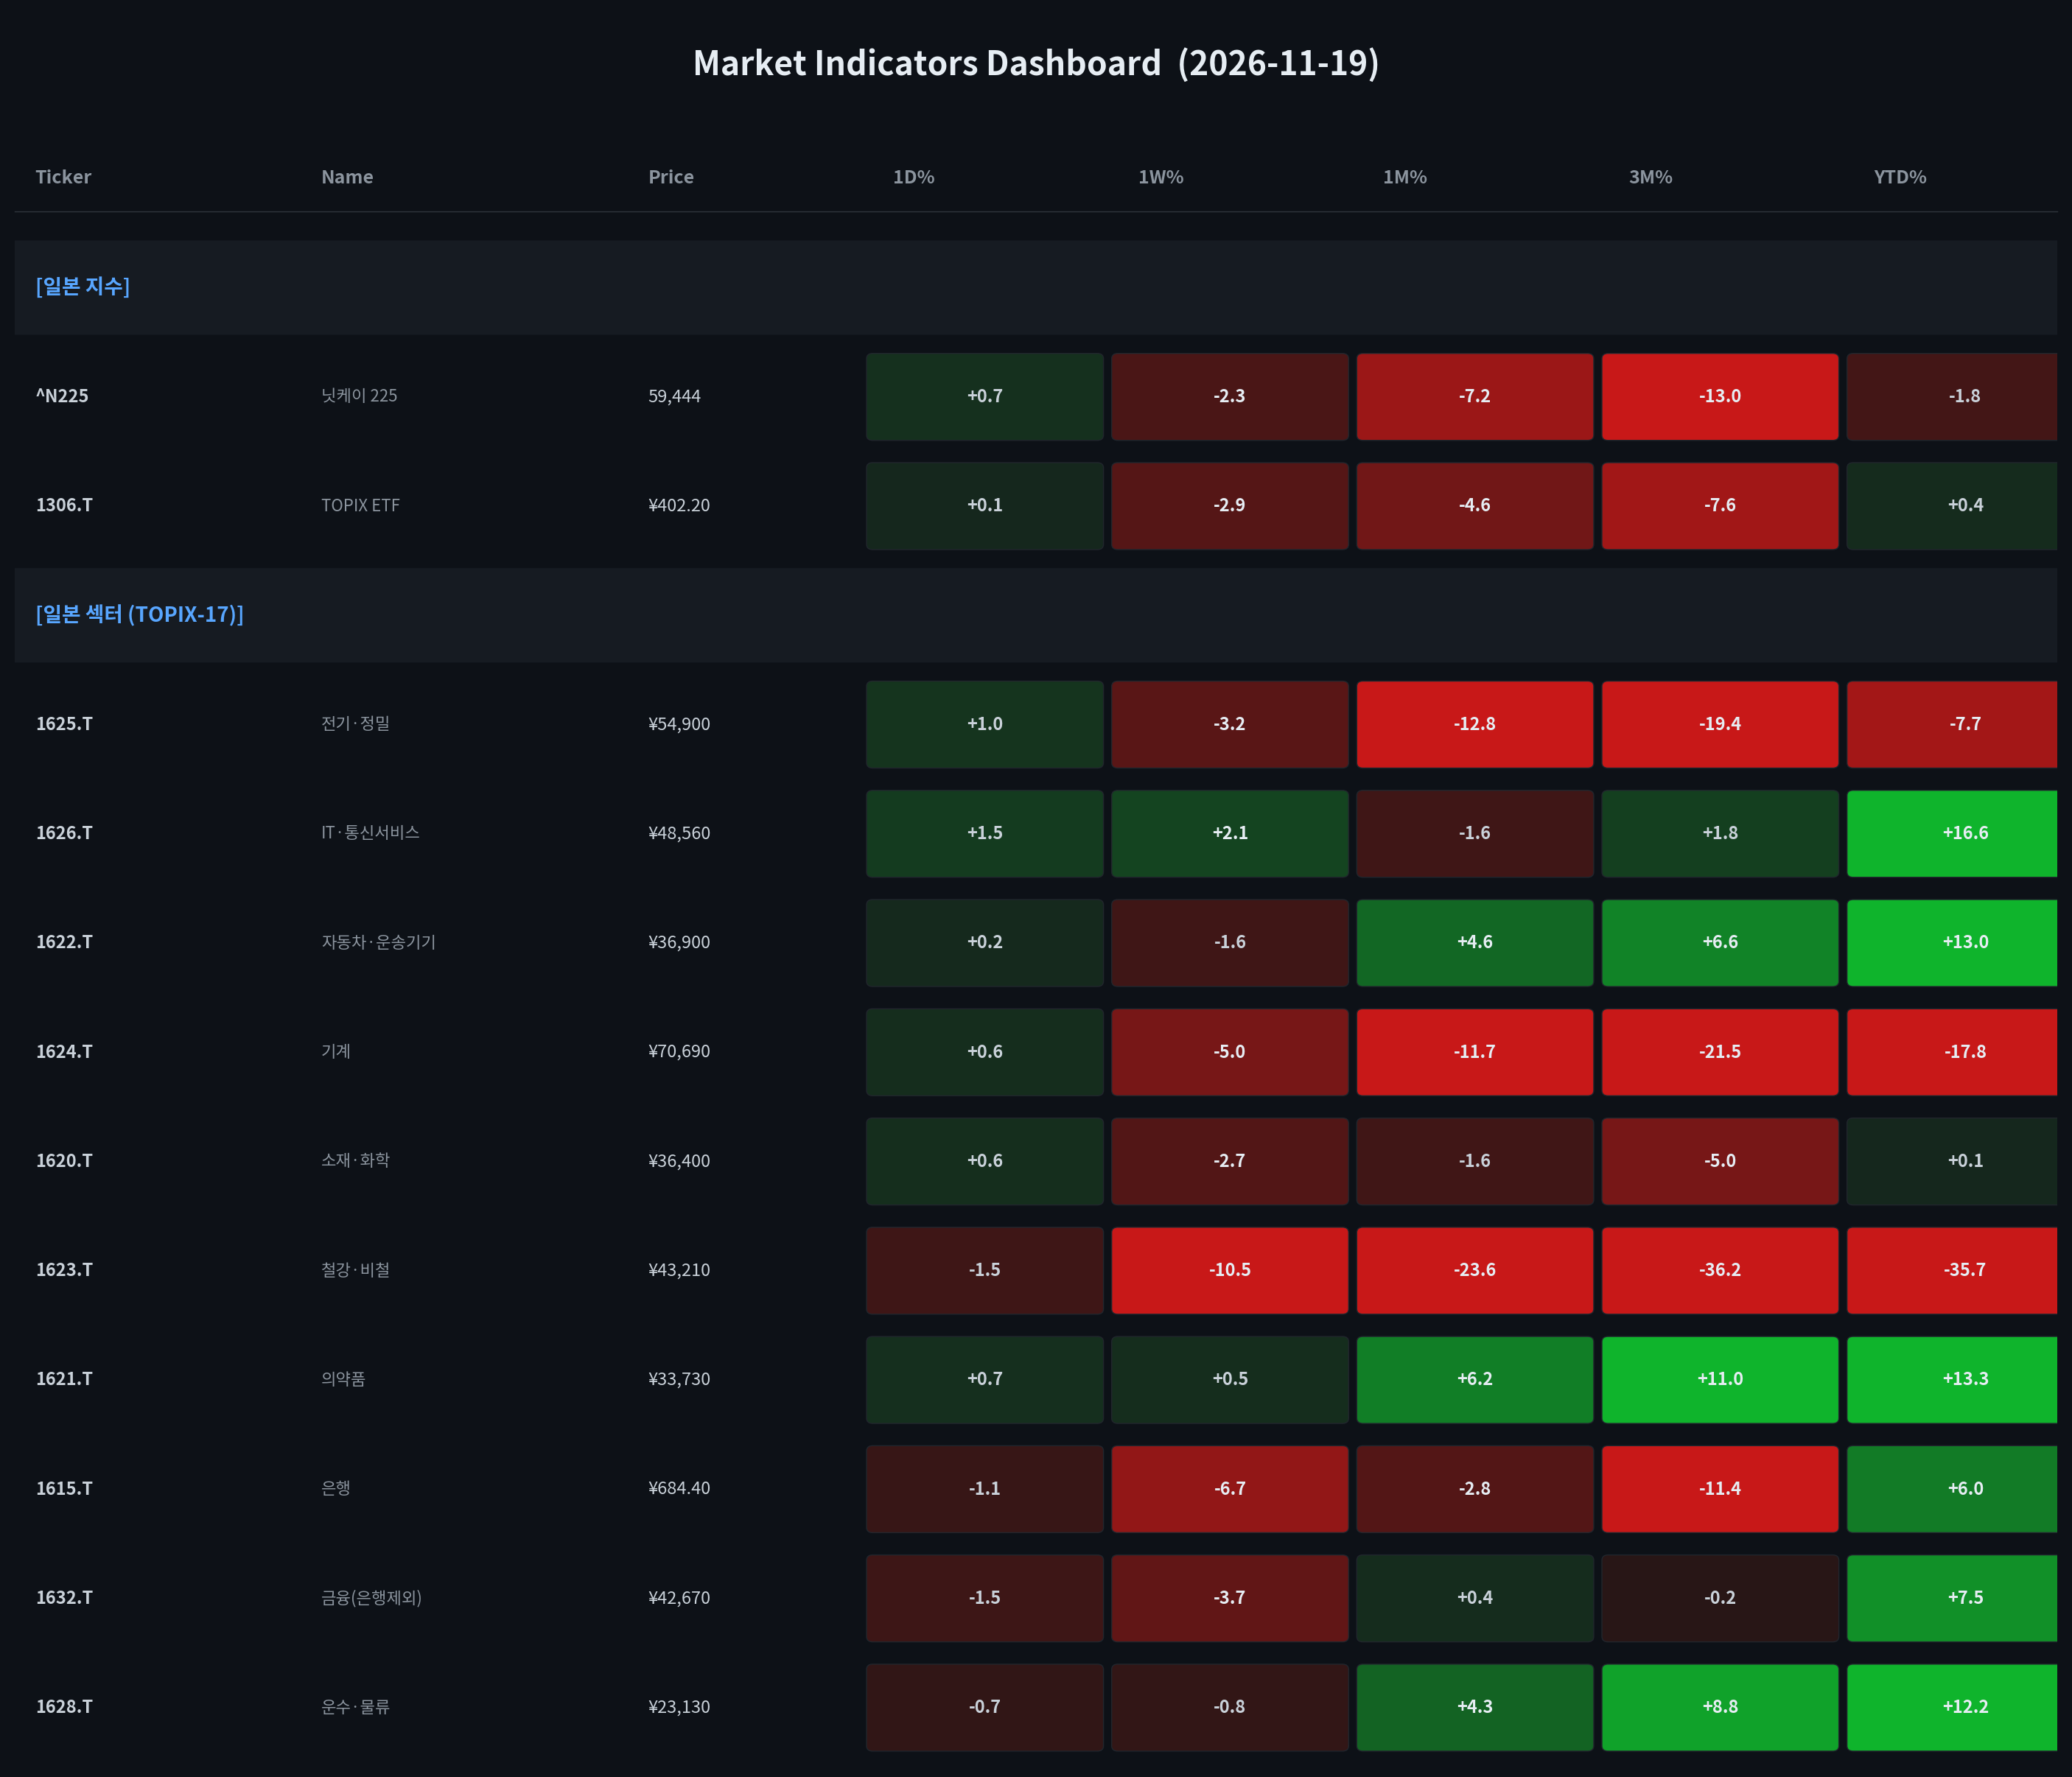 Market Indicators Dashboard (2026-11-19)
Ticker Name Price 1D% 1W% 1M% 3M% YTD%
[일본 지수]
^N225 닛케이 225 59,444 +0.7 -2.3 -7.2 -13.0 -1.8
1306.T TOPIX ETF ¥402.20 +0.1 -2.9 -4.6 -7.6 +0.4
[일본 섹터 (TOPIX-17)]
1625.T 전기·정밀 ¥54,900 +1.0 -3.2 -12.8 -19.4 -7.7
1626.T IT·통신서비스 ¥48,560 +1.5 +2.1 -1.6 +1.8 +16.6
1622.T 자동차·운송기기 ¥36,900 +0.2 -1.6 +4.6 +6.6 +13.0
1624.T 기계 ¥70,690 +0.6 -5.0 -11.7 -21.5 -17.8
1620.T 소재·화학 ¥36,400 +0.6 -2.7 -1.6 -5.0 +0.1
1623.T 철강·비철 ¥43,210 -1.5 -10.5 -23.6 -36.2 -35.7
1621.T 의약품 ¥33,730 +0.7 +0.5 +6.2 +11.0 +13.3
1615.T 은행 ¥684.40 -1.1 -6.7 -2.8 -11.4 +6.0
1632.T 금융(은행제외) ¥42,670 -1.5 -3.7 +0.4 -0.2 +7.5
1628.T 운수·물류 ¥23,130 -0.7 -0.8 +4.3 +8.8 +12.2